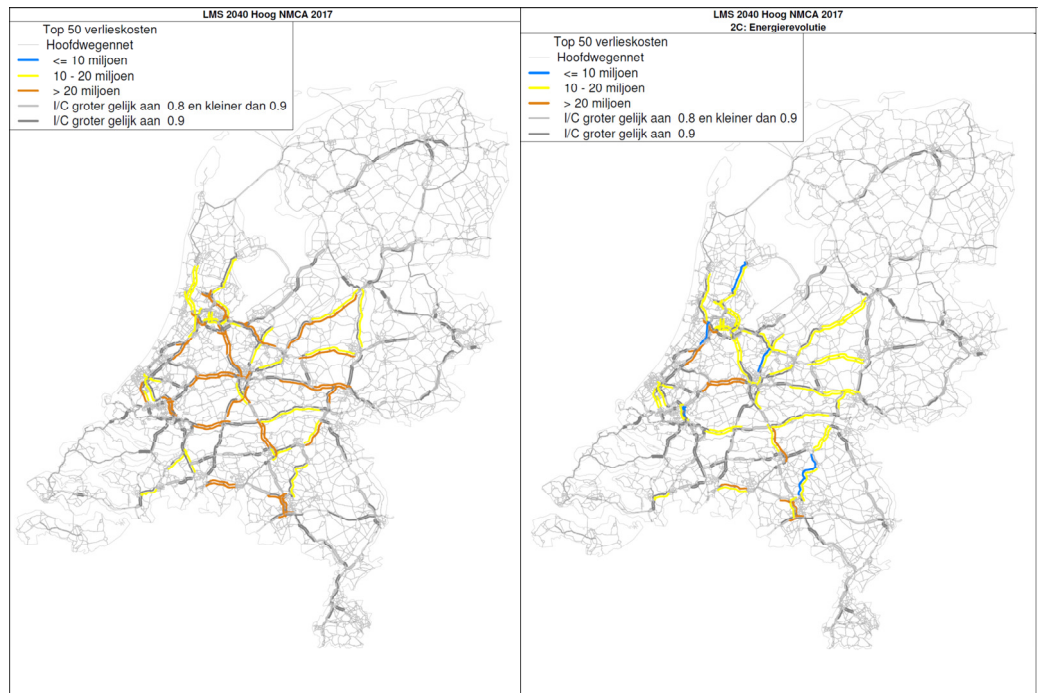 LMS 2040 Hoog NMCA 2017
Top 50 verlieskosten
Hoofdwegennet
<= 10 miljoen
10 - 20 miljoen
> 20 miljoen
I/C groter gelijk aan 0.8 en kleiner dan 0.9
I/C groter gelijk aan 0.9
LMS 2040 Hoog NMCA 2017
2C: Energierevolutie
Top 50 verlieskosten
Hoofdwegennet
<= 10 miljoen
10 - 20 miljoen
> 20 miljoen
I/C groter gelijk aan 0.8 en kleiner dan 0.9
I/C groter gelijk aan 0.9